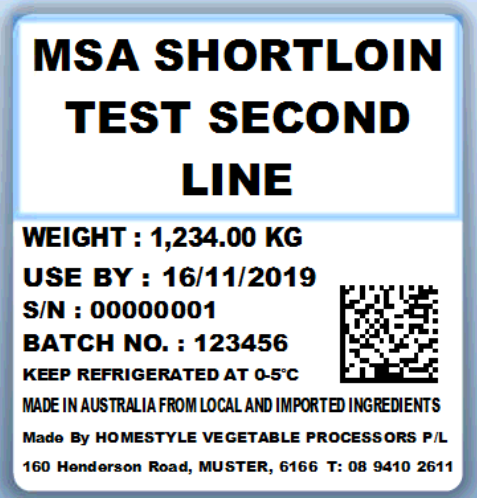 MSA SHORTLOIN
TEST SECOND
LINE
WEIGHT : 1,234.00 KG
USE BY : 16/11/2019
S/N : 00000001
BATCH NO. : 123456
KEEP REFRIGERATED AT 0-5°C
MADE IN AUSTRALIA FROM LOCAL AND IMPORTED INGREDIENTS
Made By HOMESTYLE VEGETABLE PROCESSORS P/L
160 Henderson Road, MUSTER, 6166 T: 08 9410 2611